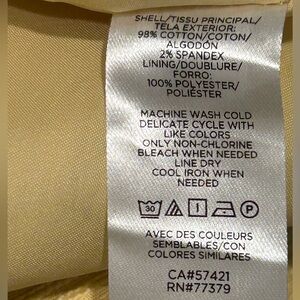 SHELL/TISSU PRINCIPAL/
TELA EXTERIOR:
98% COTTON/COTON/
ALGODÓN
2% SPANDEX
LINING/DOUBLURE/
FORRO:
100% POLYESTER/
POLIÉSTER
MACHINE WASH COLD
DELICATE CYCLE WITH
LIKE COLORS
ONLY NON-CHLORINE
BLEACH WHEN NEEDED
LINE DRY
COOL IRON WHEN
NEEDED
30 P
AVEC DES COULEURS
SEMBLABLES/CON
COLORES SIMILARES
CA#57421
RN#77379